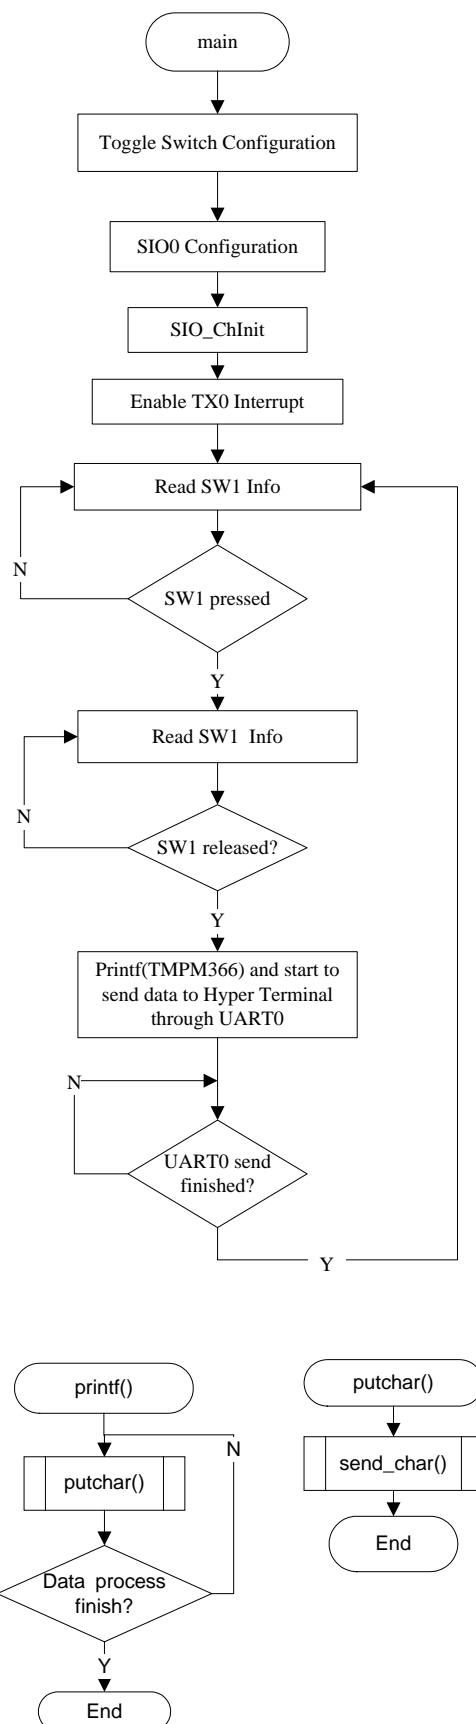 main
Toggle Switch Configuration
SIO0 Configuration
SIO_ChInit
Enable TX0 Interrupt
Read SW1 Info
N
SW1 pressed
Y
Read SW1  Info
N
SW1 released?
Y
Printf(TMPM366) and start to
send data to Hyper Terminal
through UART0
N
UART0 send
finished?
Y
printf()
putchar()
N
Data  process
finish?
Y
End
putchar()
send_char()
End